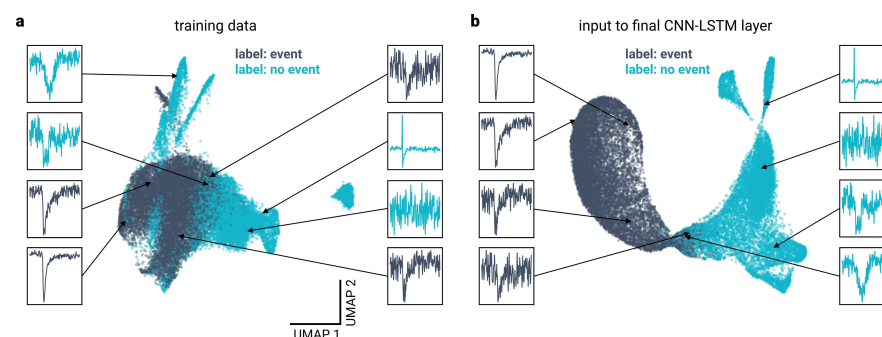 a
training data
label: event
label: no event
UMAP 2
UMAP 1
b
input to final CNN-LSTM layer
label: event
label: no event